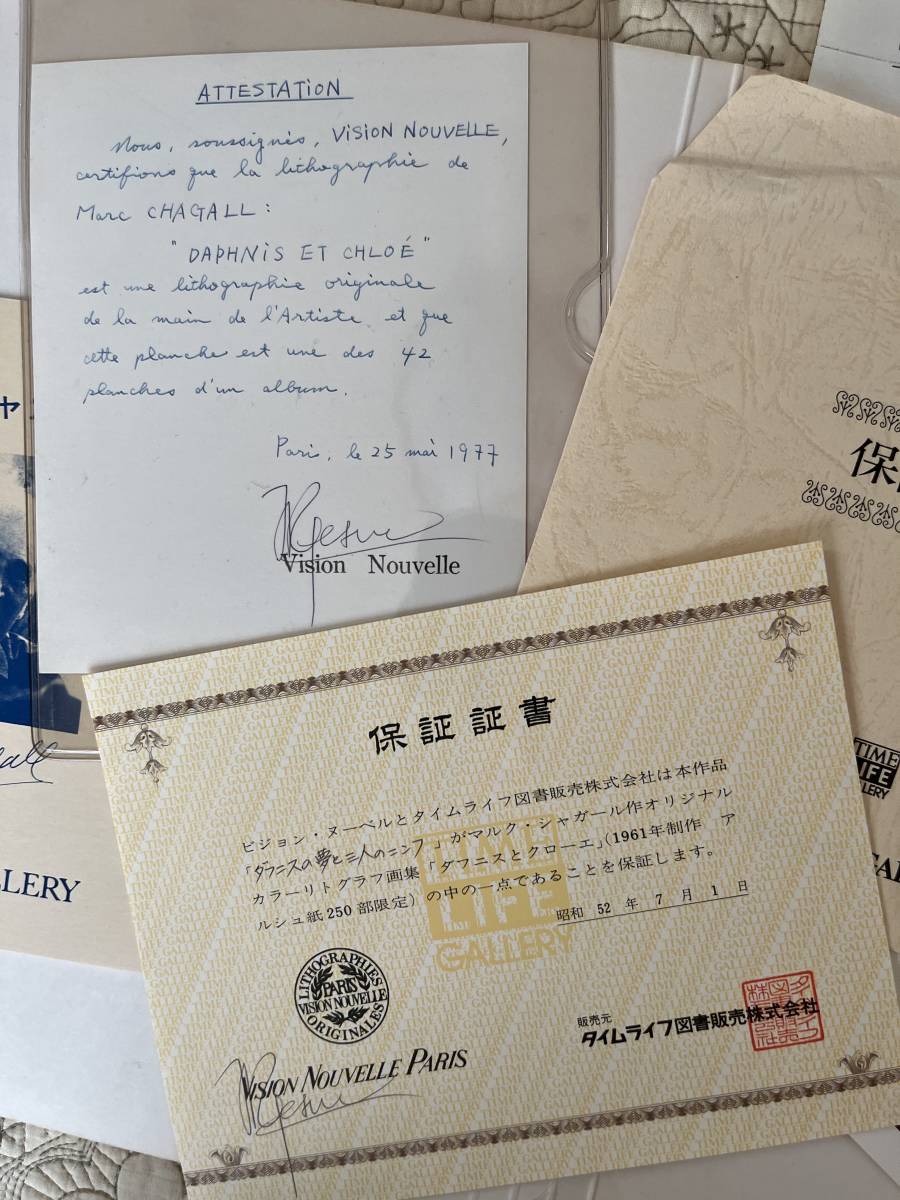 ATTESTATiON
Nous, soussignés, ViSiON NOUVELLE,
certifions que la lithographie de
Marc CHAGALL :
"DAPHNiS ET CHLOÉ"
est une lithographie originale
de la main de l'Artiste et que
cette planche est une des 42
planches d'un album.
Paris, le 25 mai 1977
Vision Nouvelle
ャ
LLERY
保
TIME
LIFE
GALLERY
保証証書
ビジョン・ヌーベルとタイムライフ図書販売株式会社は本作品
「ダフニスの夢と三人のニンフ」がマルク・シャガール作オリジナル
カラーリトグラフ画集「ダフニスとクローエ」(1961年制作 ア
ルシュ紙250部限定)の中の一点であることを保証します。
昭和 52 年 7 月 1 日
TIME
LIFE
GALLERY
LITHOGRAPHIES
PARIS
VISION NOUVELLE
ORIGINALES
VISION NOUVELLE PARIS
販売元
タイムライフ図書販売株式会社